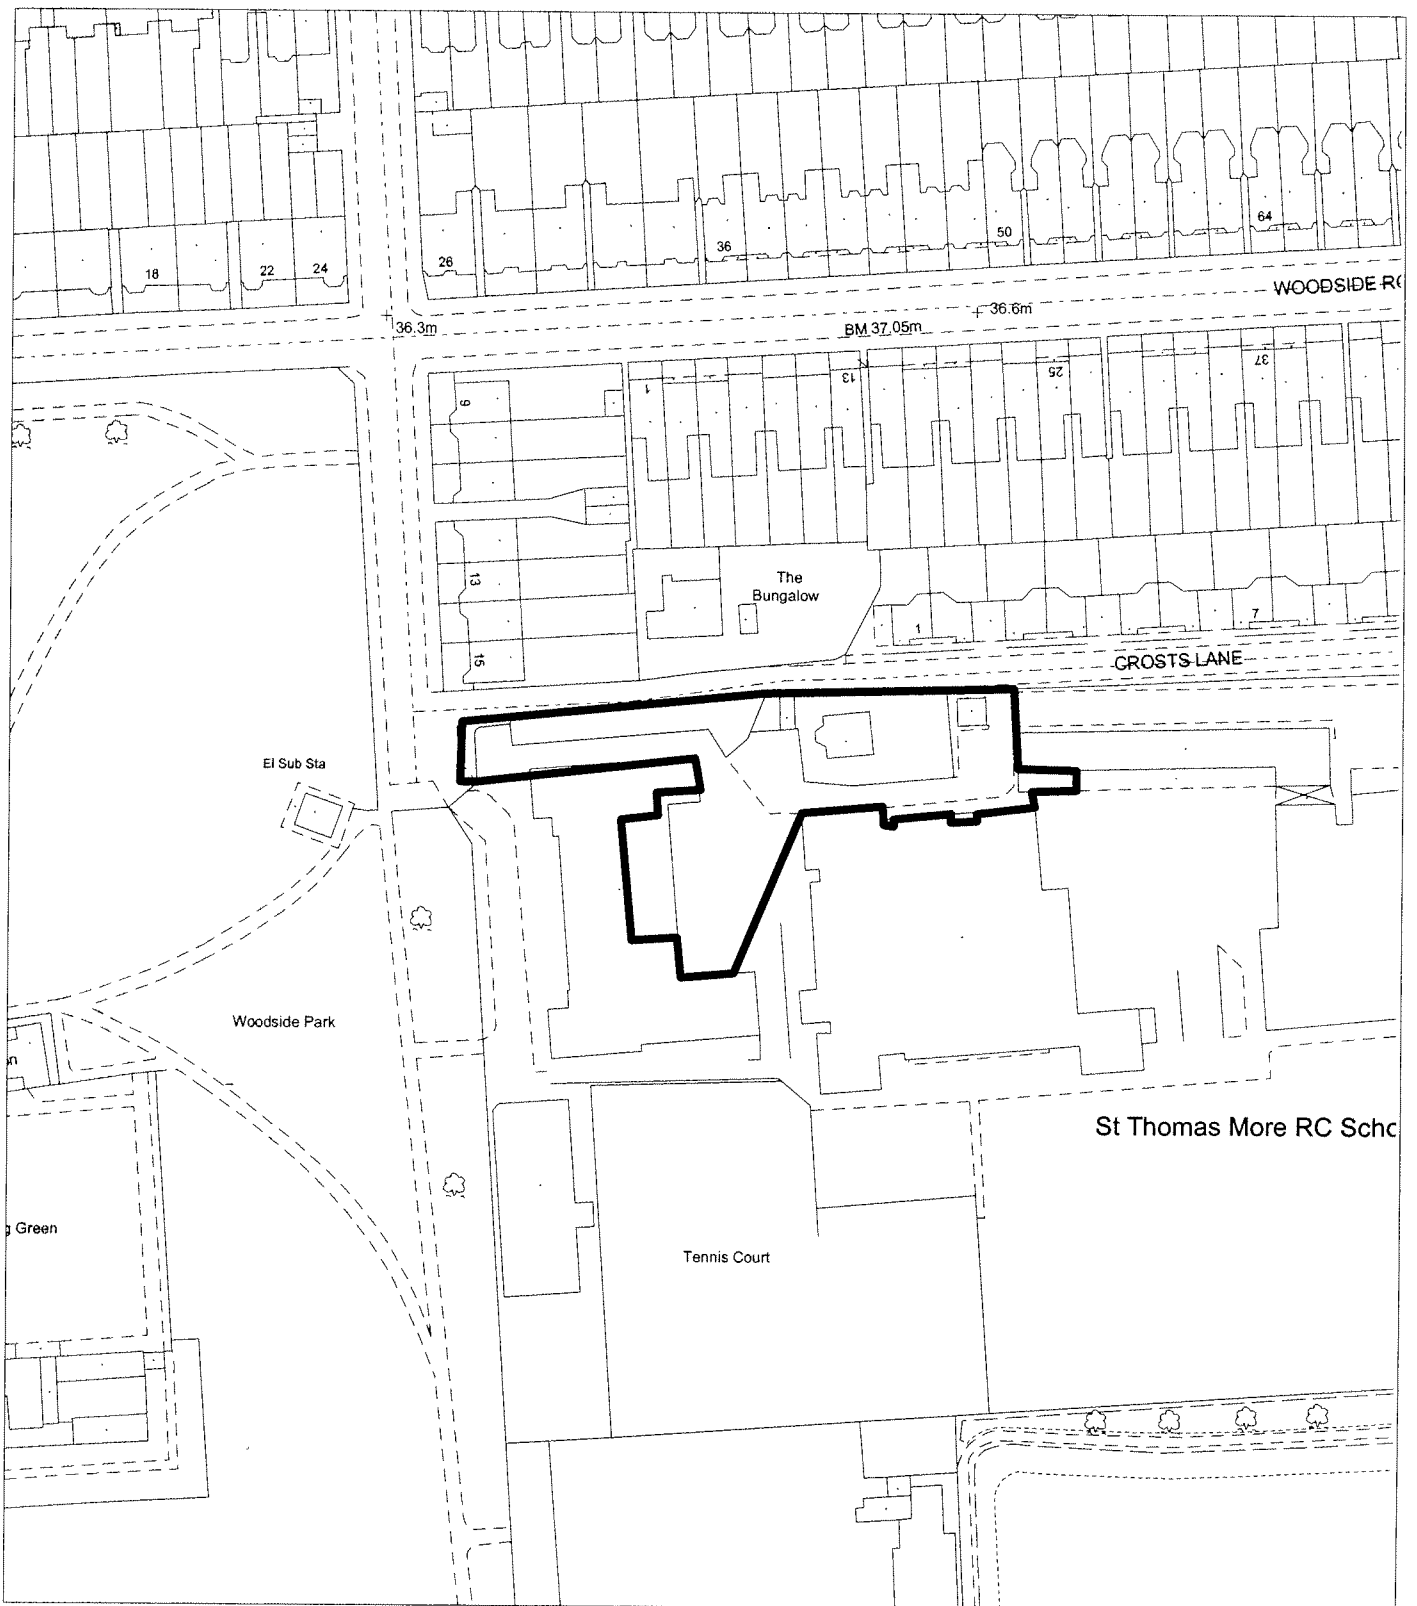 18
22
24
26
36
50
64
WOODSIDE R
36.3m
BM 37.05m
36.6m
9
1
13
25
37
13
15
The
Bungalow
1
7
CROSTS LANE
El Sub Sta
Woodside Park
St Thomas More RC Scho
g Green
Tennis Court